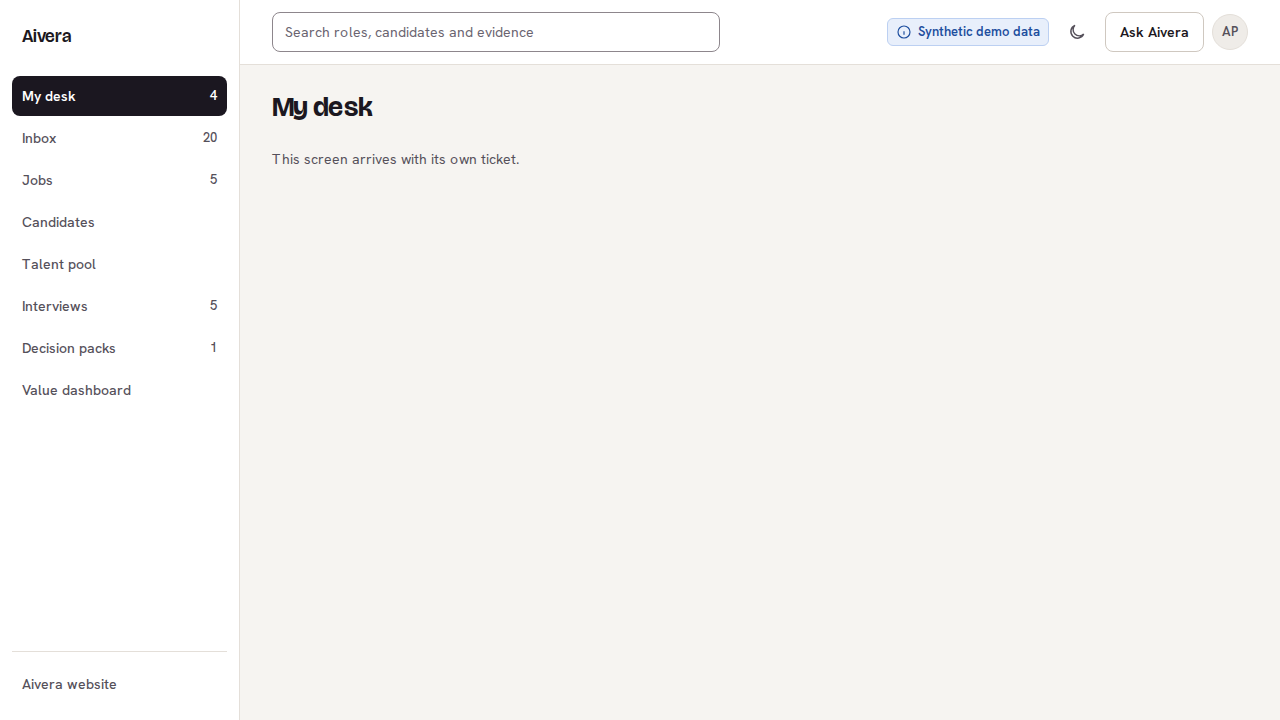 Aivera
Search roles, candidates and evidence
Synthetic demo data
Ask Aivera
AP
My desk 4
Inbox 20
Jobs 5
Candidates
Talent pool
Interviews 5
Decision packs 1
Value dashboard
Aivera website
My desk
This screen arrives with its own ticket.